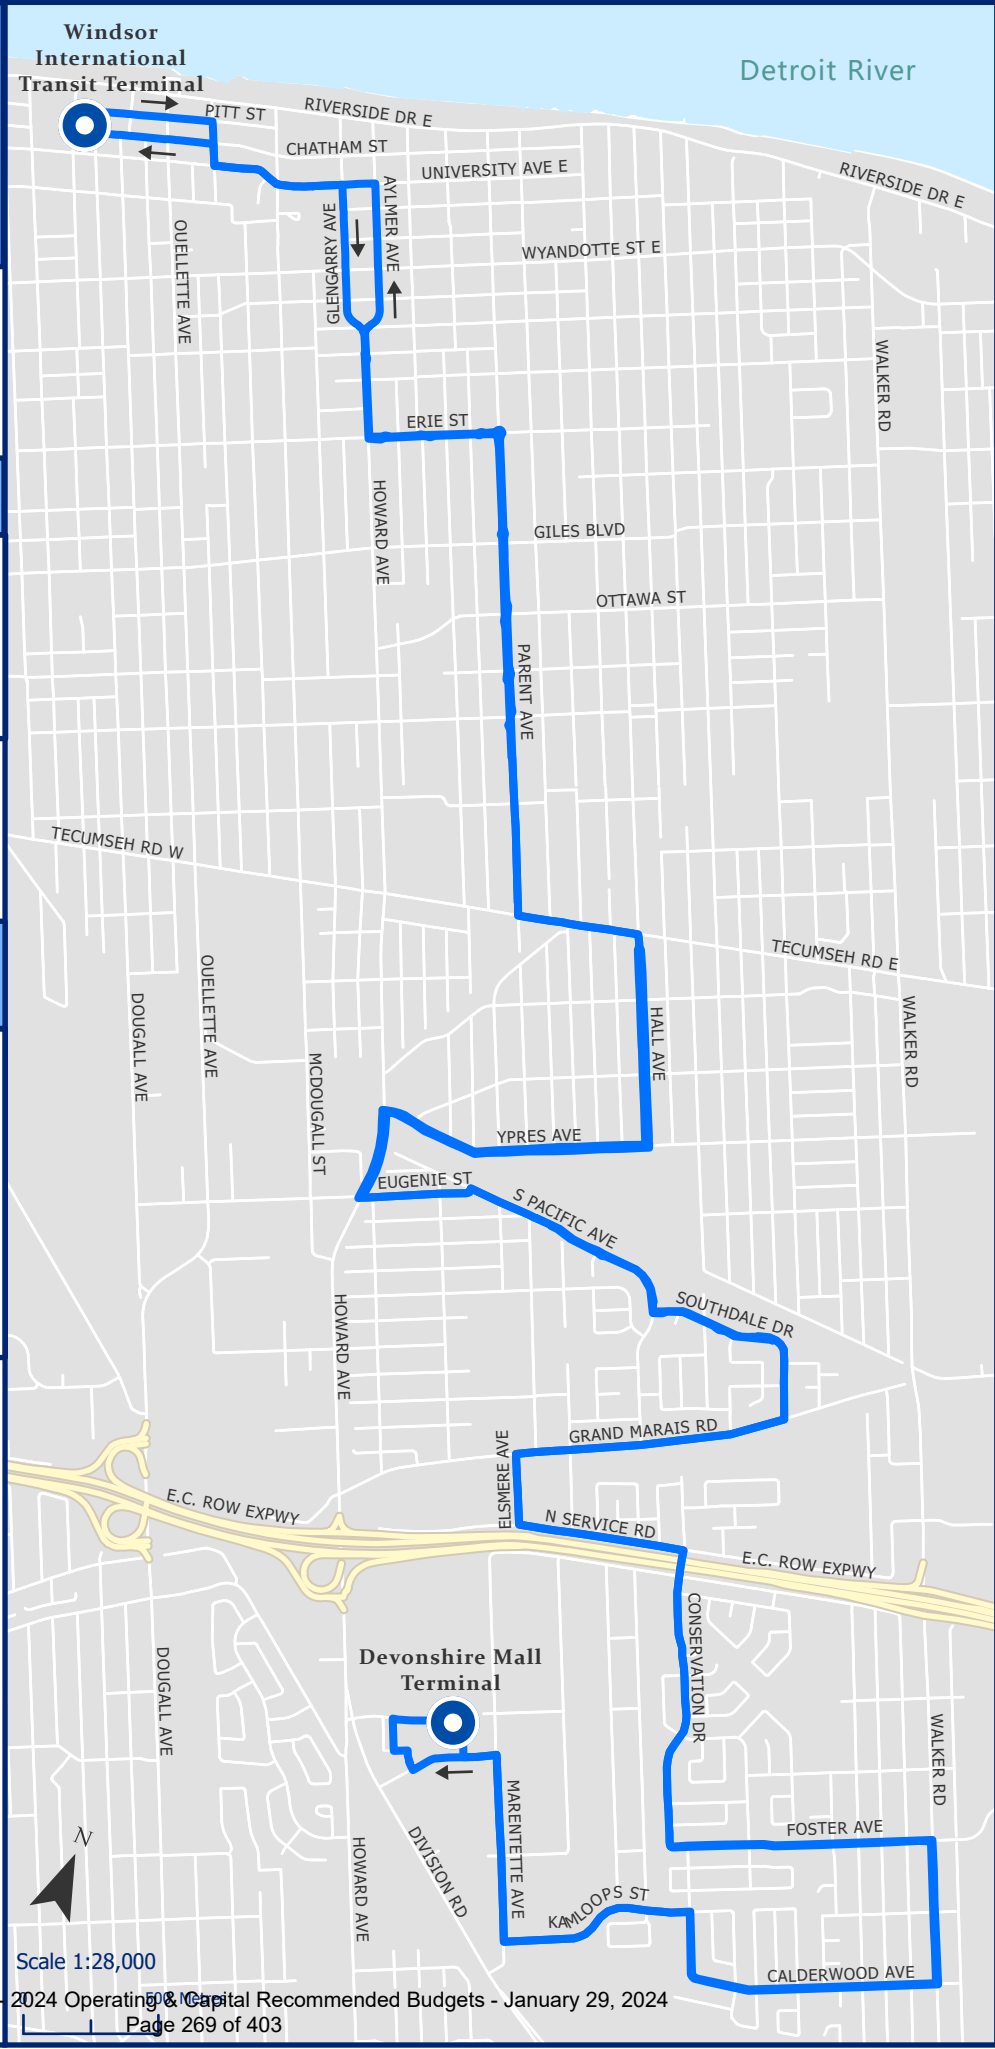 Windsor
International
Transit Terminal
Detroit River
PITT ST
RIVERSIDE DR E
CHATHAM ST
UNIVERSITY AVE E
RIVERSIDE DR E
OUELLETTE AVE
GLENGARRY AVE
AYLMER AVE
WYANDOTTE ST E
WALKER RD
ERIE ST
HOWARD AVE
GILES BLVD
OTTAWA ST
PARENT AVE
TECUMSEH RD W
TECUMSEH RD E
OUELLETTE AVE
DOUGALL AVE
HALL AVE
WALKER RD
MCDOUGALL ST
YPRES AVE
EUGENIE ST
S PACIFIC AVE
SOUTHDALE DR
HOWARD AVE
GRAND MARAIS RD
ELSMERE AVE
E.C. ROW EXPWY
N SERVICE RD
E.C. ROW EXPWY
CONSERVATION DR
DOUGALL AVE
Devonshire Mall
Terminal
WALKER RD
MARENTETTE AVE
FOSTER AVE
DIVISION RD
HOWARD AVE
KAMLOOPS ST
N
Scale 1:28,000
CALDERWOOD AVE
0 500 Metres
- 2024 Operating & Capital Recommended Budgets - January 29, 2024
Page 269 of 403